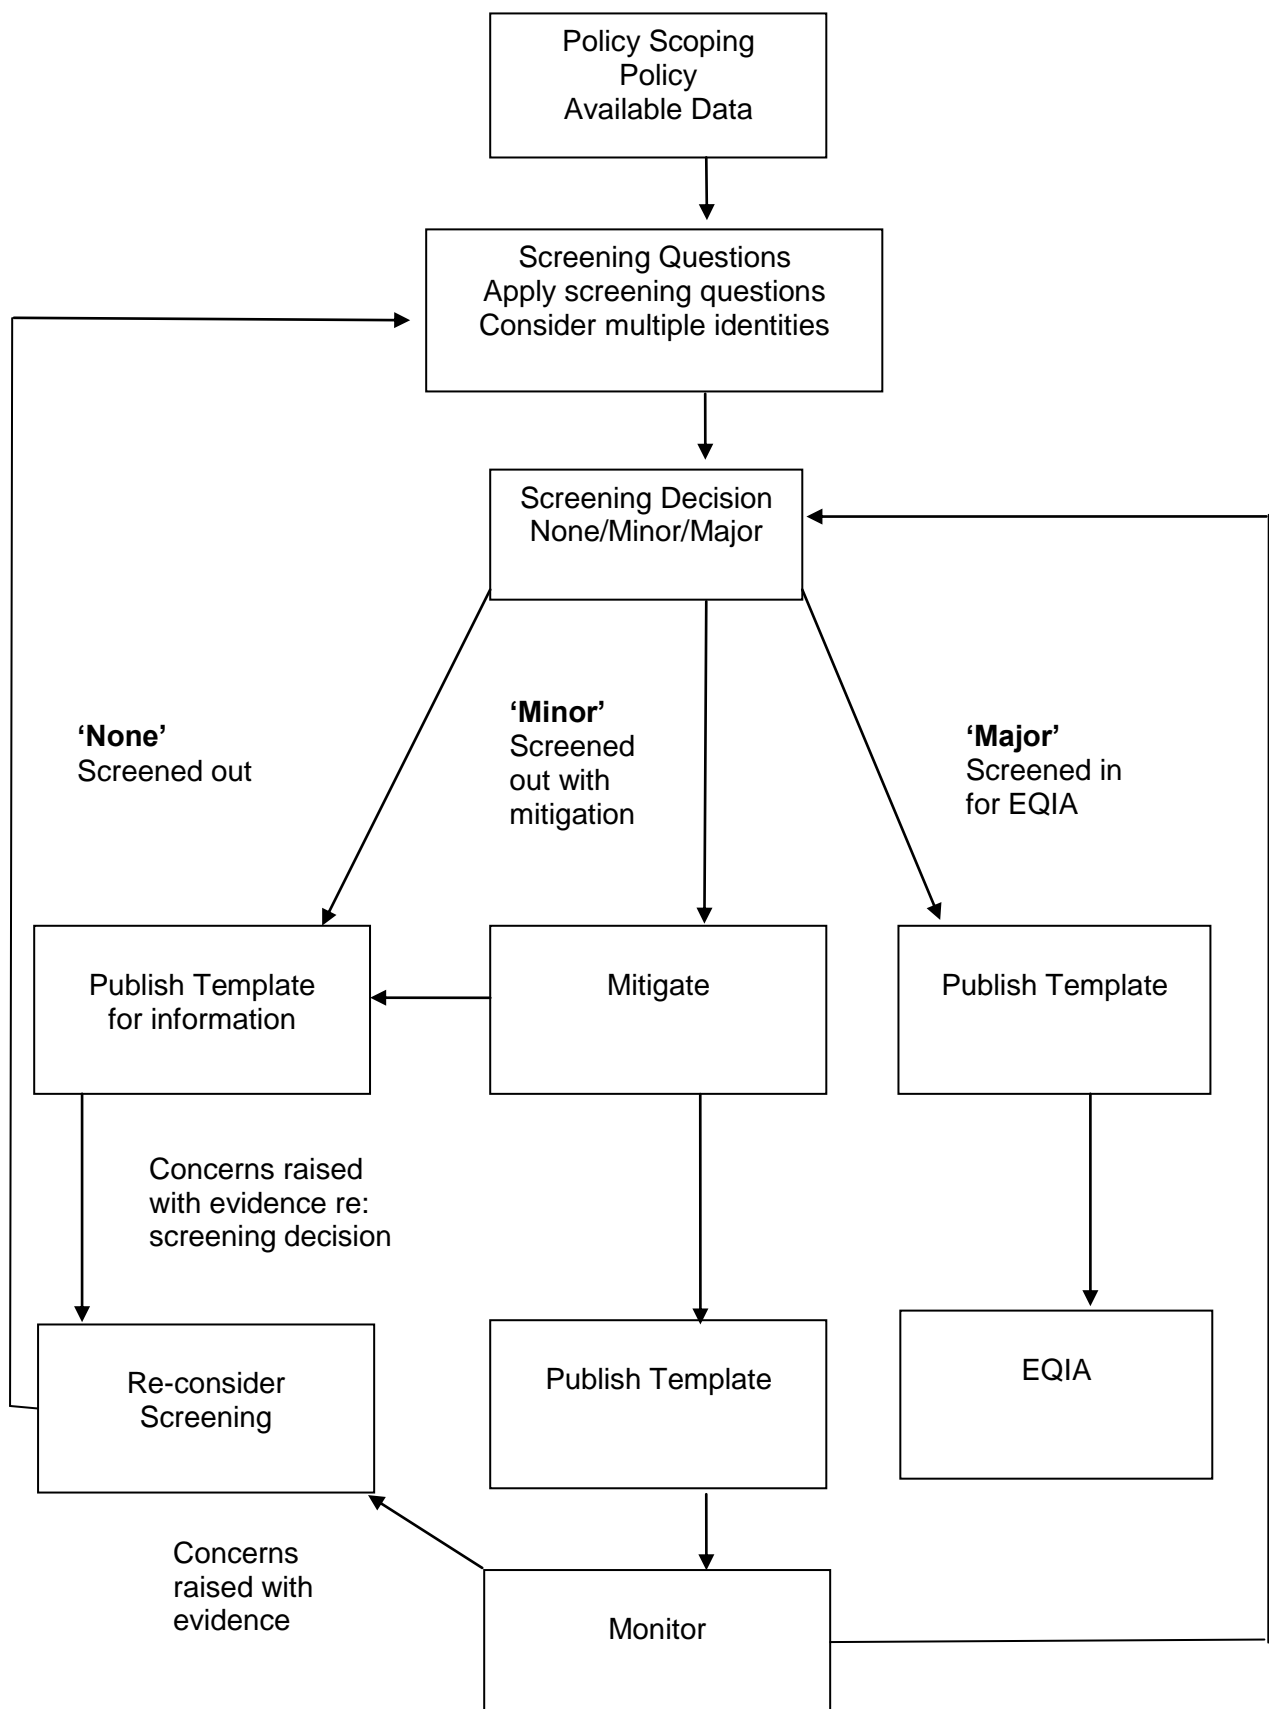 Policy Scoping
Policy
Available Data
Screening Questions
Apply screening questions
Consider multiple identities
Screening Decision
None/Minor/Major
‘None’
Screened out
‘Minor’
Screened
out with
mitigation
‘Major’
Screened in
for EQIA
Publish Template
for information
Mitigate
Publish Template
Concerns raised
with evidence re:
screening decision
Re-consider
Screening
Publish Template
EQIA
Concerns
raised with
evidence
Monitor